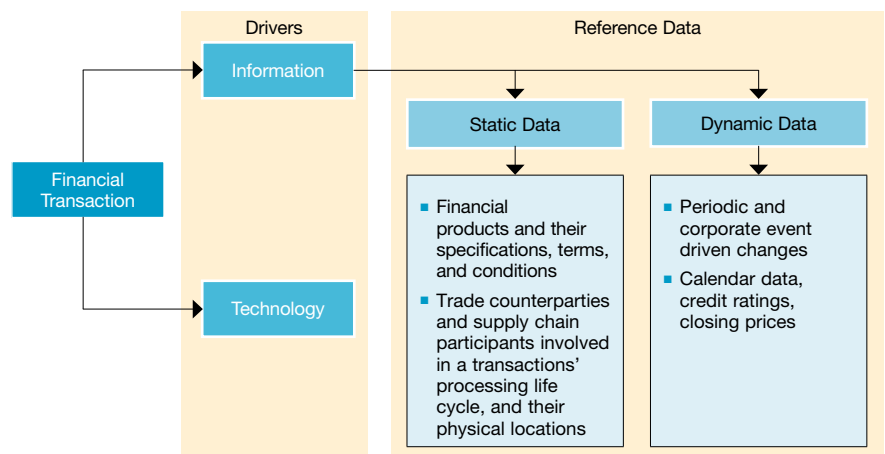 Drivers
Reference Data
Information
Static Data
Dynamic Data
Financial
Transaction
Financial
products and their
specifications, terms,
and conditions
Trade counterparties
and supply chain
participants involved
in a transactions’
processing life
cycle, and their
physical locations
Periodic and
corporate event
driven changes
Calendar data,
credit ratings,
closing prices
Technology